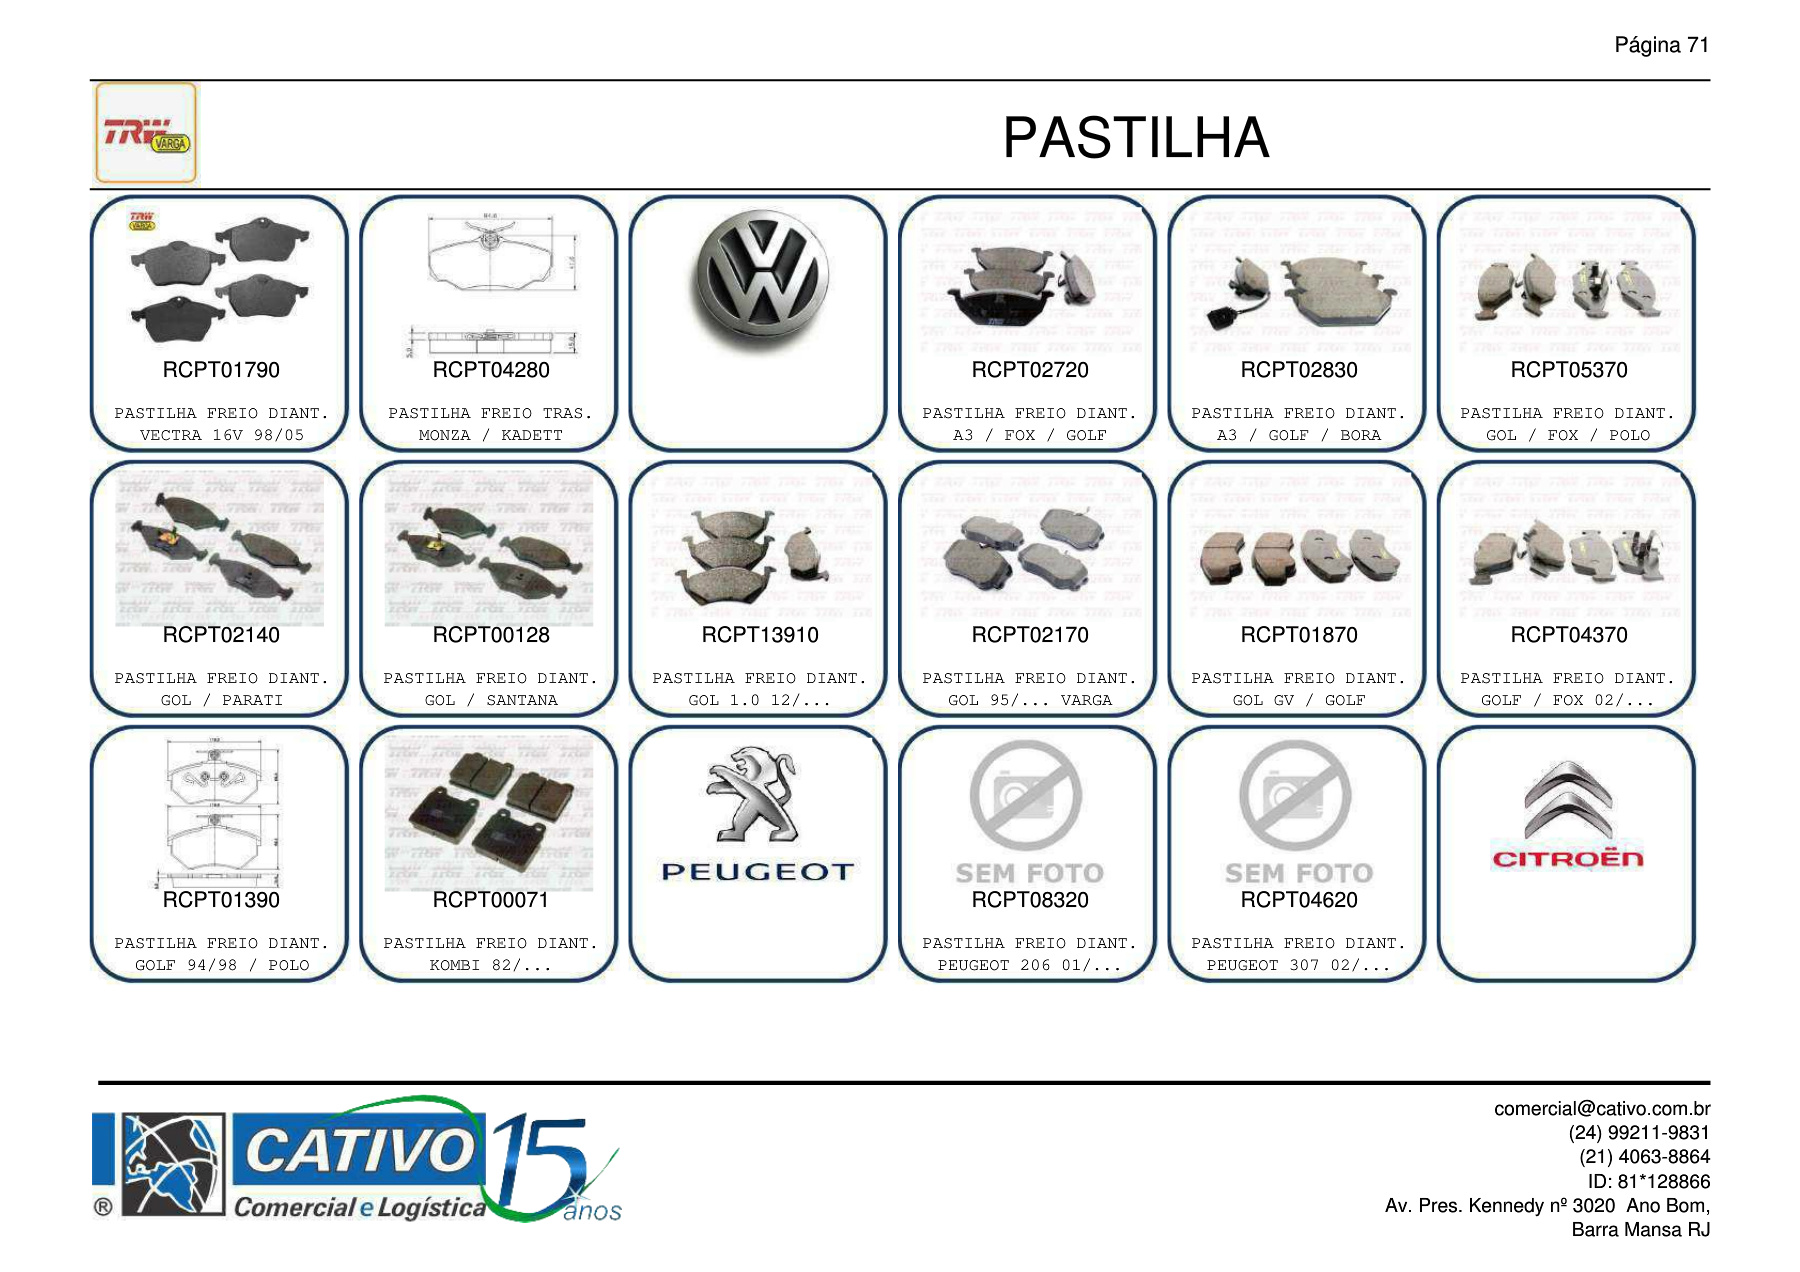 Página 71
TRW
VARGA
PASTILHA
TRW
VARGA
RCPT01790
PASTILHA FREIO DIANT.
VECTRA 16V 98/05
RCPT04280
PASTILHA FREIO TRAS.
MONZA / KADETT
RCPT02720
PASTILHA FREIO DIANT.
A3 / FOX / GOLF
RCPT02830
PASTILHA FREIO DIANT.
A3 / GOLF / BORA
RCPT05370
PASTILHA FREIO DIANT.
GOL / FOX / POLO
RCPT02140
PASTILHA FREIO DIANT.
GOL / PARATI
RCPT00128
PASTILHA FREIO DIANT.
GOL / SANTANA
RCPT13910
PASTILHA FREIO DIANT.
GOL 1.0 12/...
RCPT02170
PASTILHA FREIO DIANT.
GOL 95/... VARGA
RCPT01870
PASTILHA FREIO DIANT.
GOL GV / GOLF
RCPT04370
PASTILHA FREIO DIANT.
GOLF / FOX 02/...
RCPT01390
PASTILHA FREIO DIANT.
GOLF 94/98 / POLO
RCPT00071
PASTILHA FREIO DIANT.
KOMBI 82/...
PEUGEOT
SEM FOTO
RCPT08320
PASTILHA FREIO DIANT.
PEUGEOT 206 01/...
SEM FOTO
RCPT04620
PASTILHA FREIO DIANT.
PEUGEOT 307 02/...
CITROËN
CATIVO
Comercial e Logística
®
15
anos
comercial@cativo.com.br
(24) 99211-9831
(21) 4063-8864
ID: 81*128866
Av. Pres. Kennedy nº 3020  Ano Bom,
Barra Mansa RJ